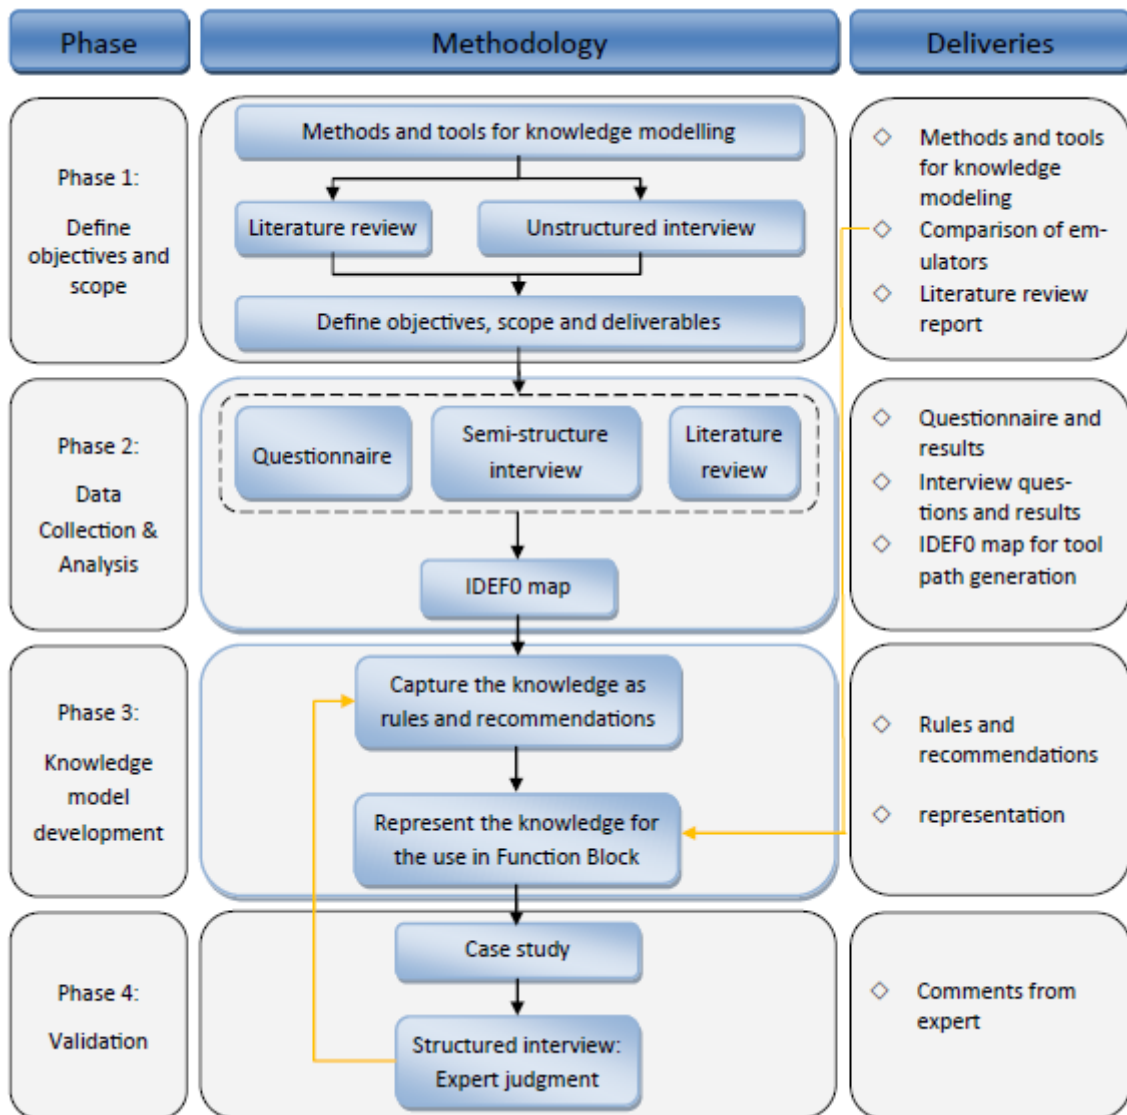 Phase
Methodology
Deliveries
Phase 1:
Define
objectives and
scope
Methods and tools for knowledge modelling
Literature review
Unstructured interview
Define objectives, scope and deliverables
◇ Methods and tools
for knowledge
modeling
◇ Comparison of em-
ulators
◇ Literature review
report
Phase 2:
Data
Collection &
Analysis
Questionnaire
Semi-structure
interview
Literature
review
IDEF0 map
◇ Questionnaire and
results
◇ Interview ques-
tions and results
◇ IDEF0 map for tool
path generation
Phase 3:
Knowledge
model
development
Capture the knowledge as
rules and recommendations
Represent the knowledge for
the use in Function Block
◇ Rules and
recommendations
◇ representation
Phase 4:
Validation
Case study
Structured interview:
Expert judgment
◇ Comments from
expert